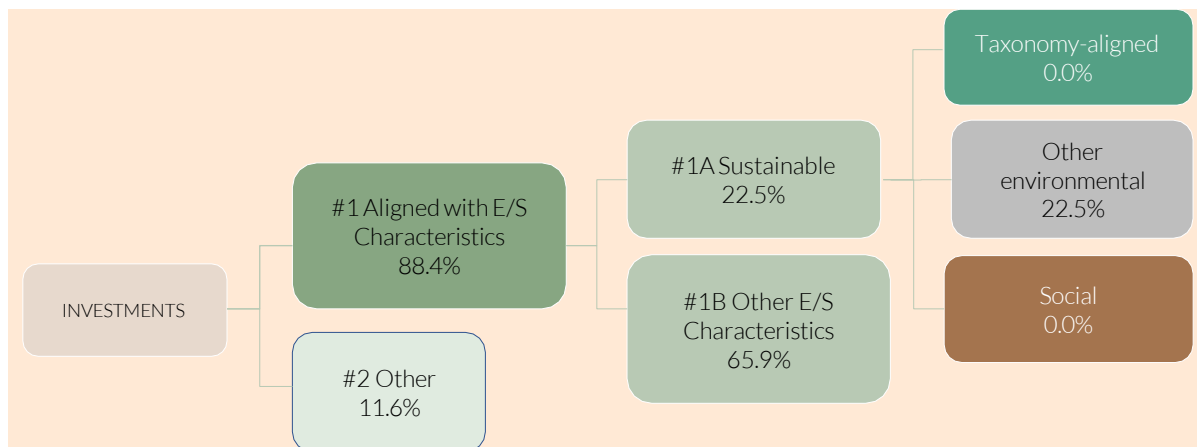 INVESTMENTS
#1 Aligned with E/S
Characteristics
88.4%
#2 Other
11.6%
#1A Sustainable
22.5%
#1B Other E/S
Characteristics
65.9%
Taxonomy-aligned
0.0%
Other
environmental
22.5%
Social
0.0%